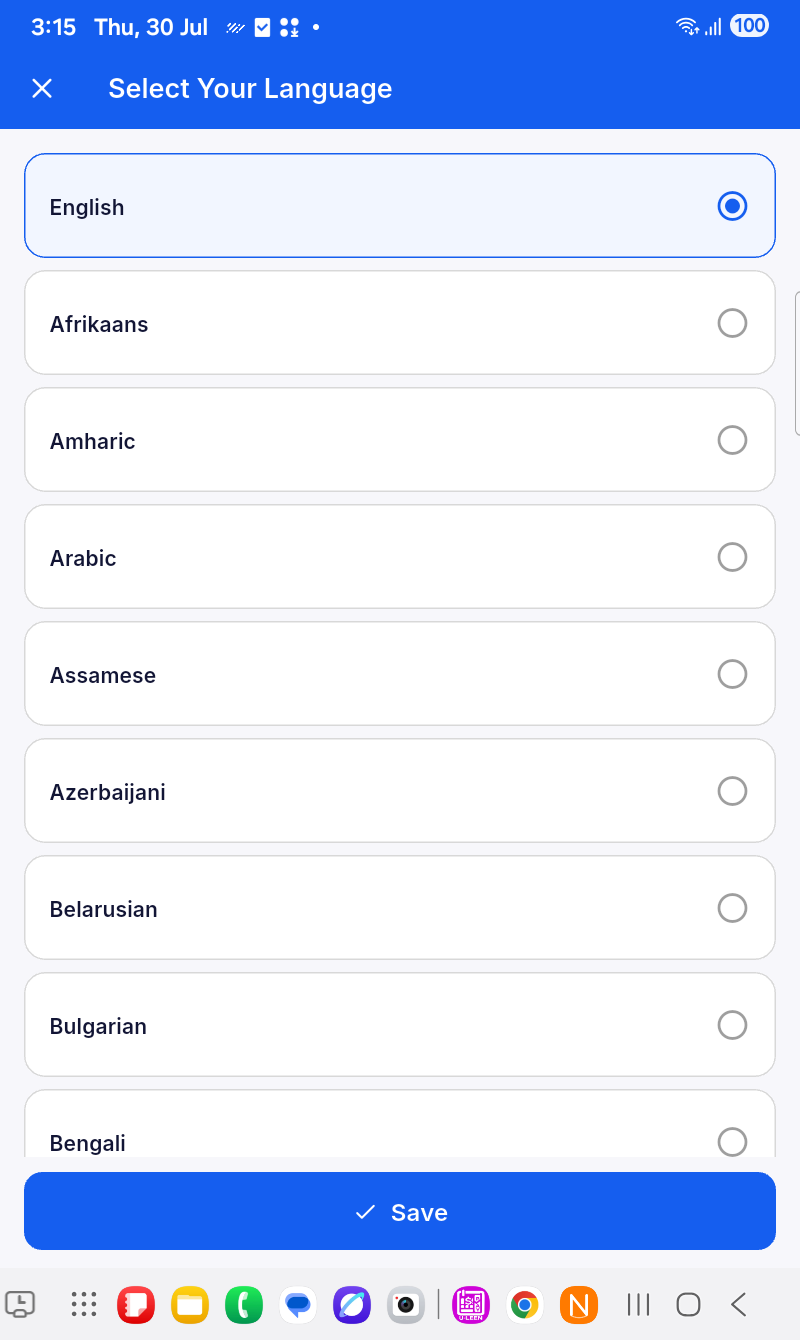 3:15 Thu, 30 Jul 100
Select Your Language
English
Afrikaans
Amharic
Arabic
Assamese
Azerbaijani
Belarusian
Bulgarian
Bengali
Save
U-LEEN